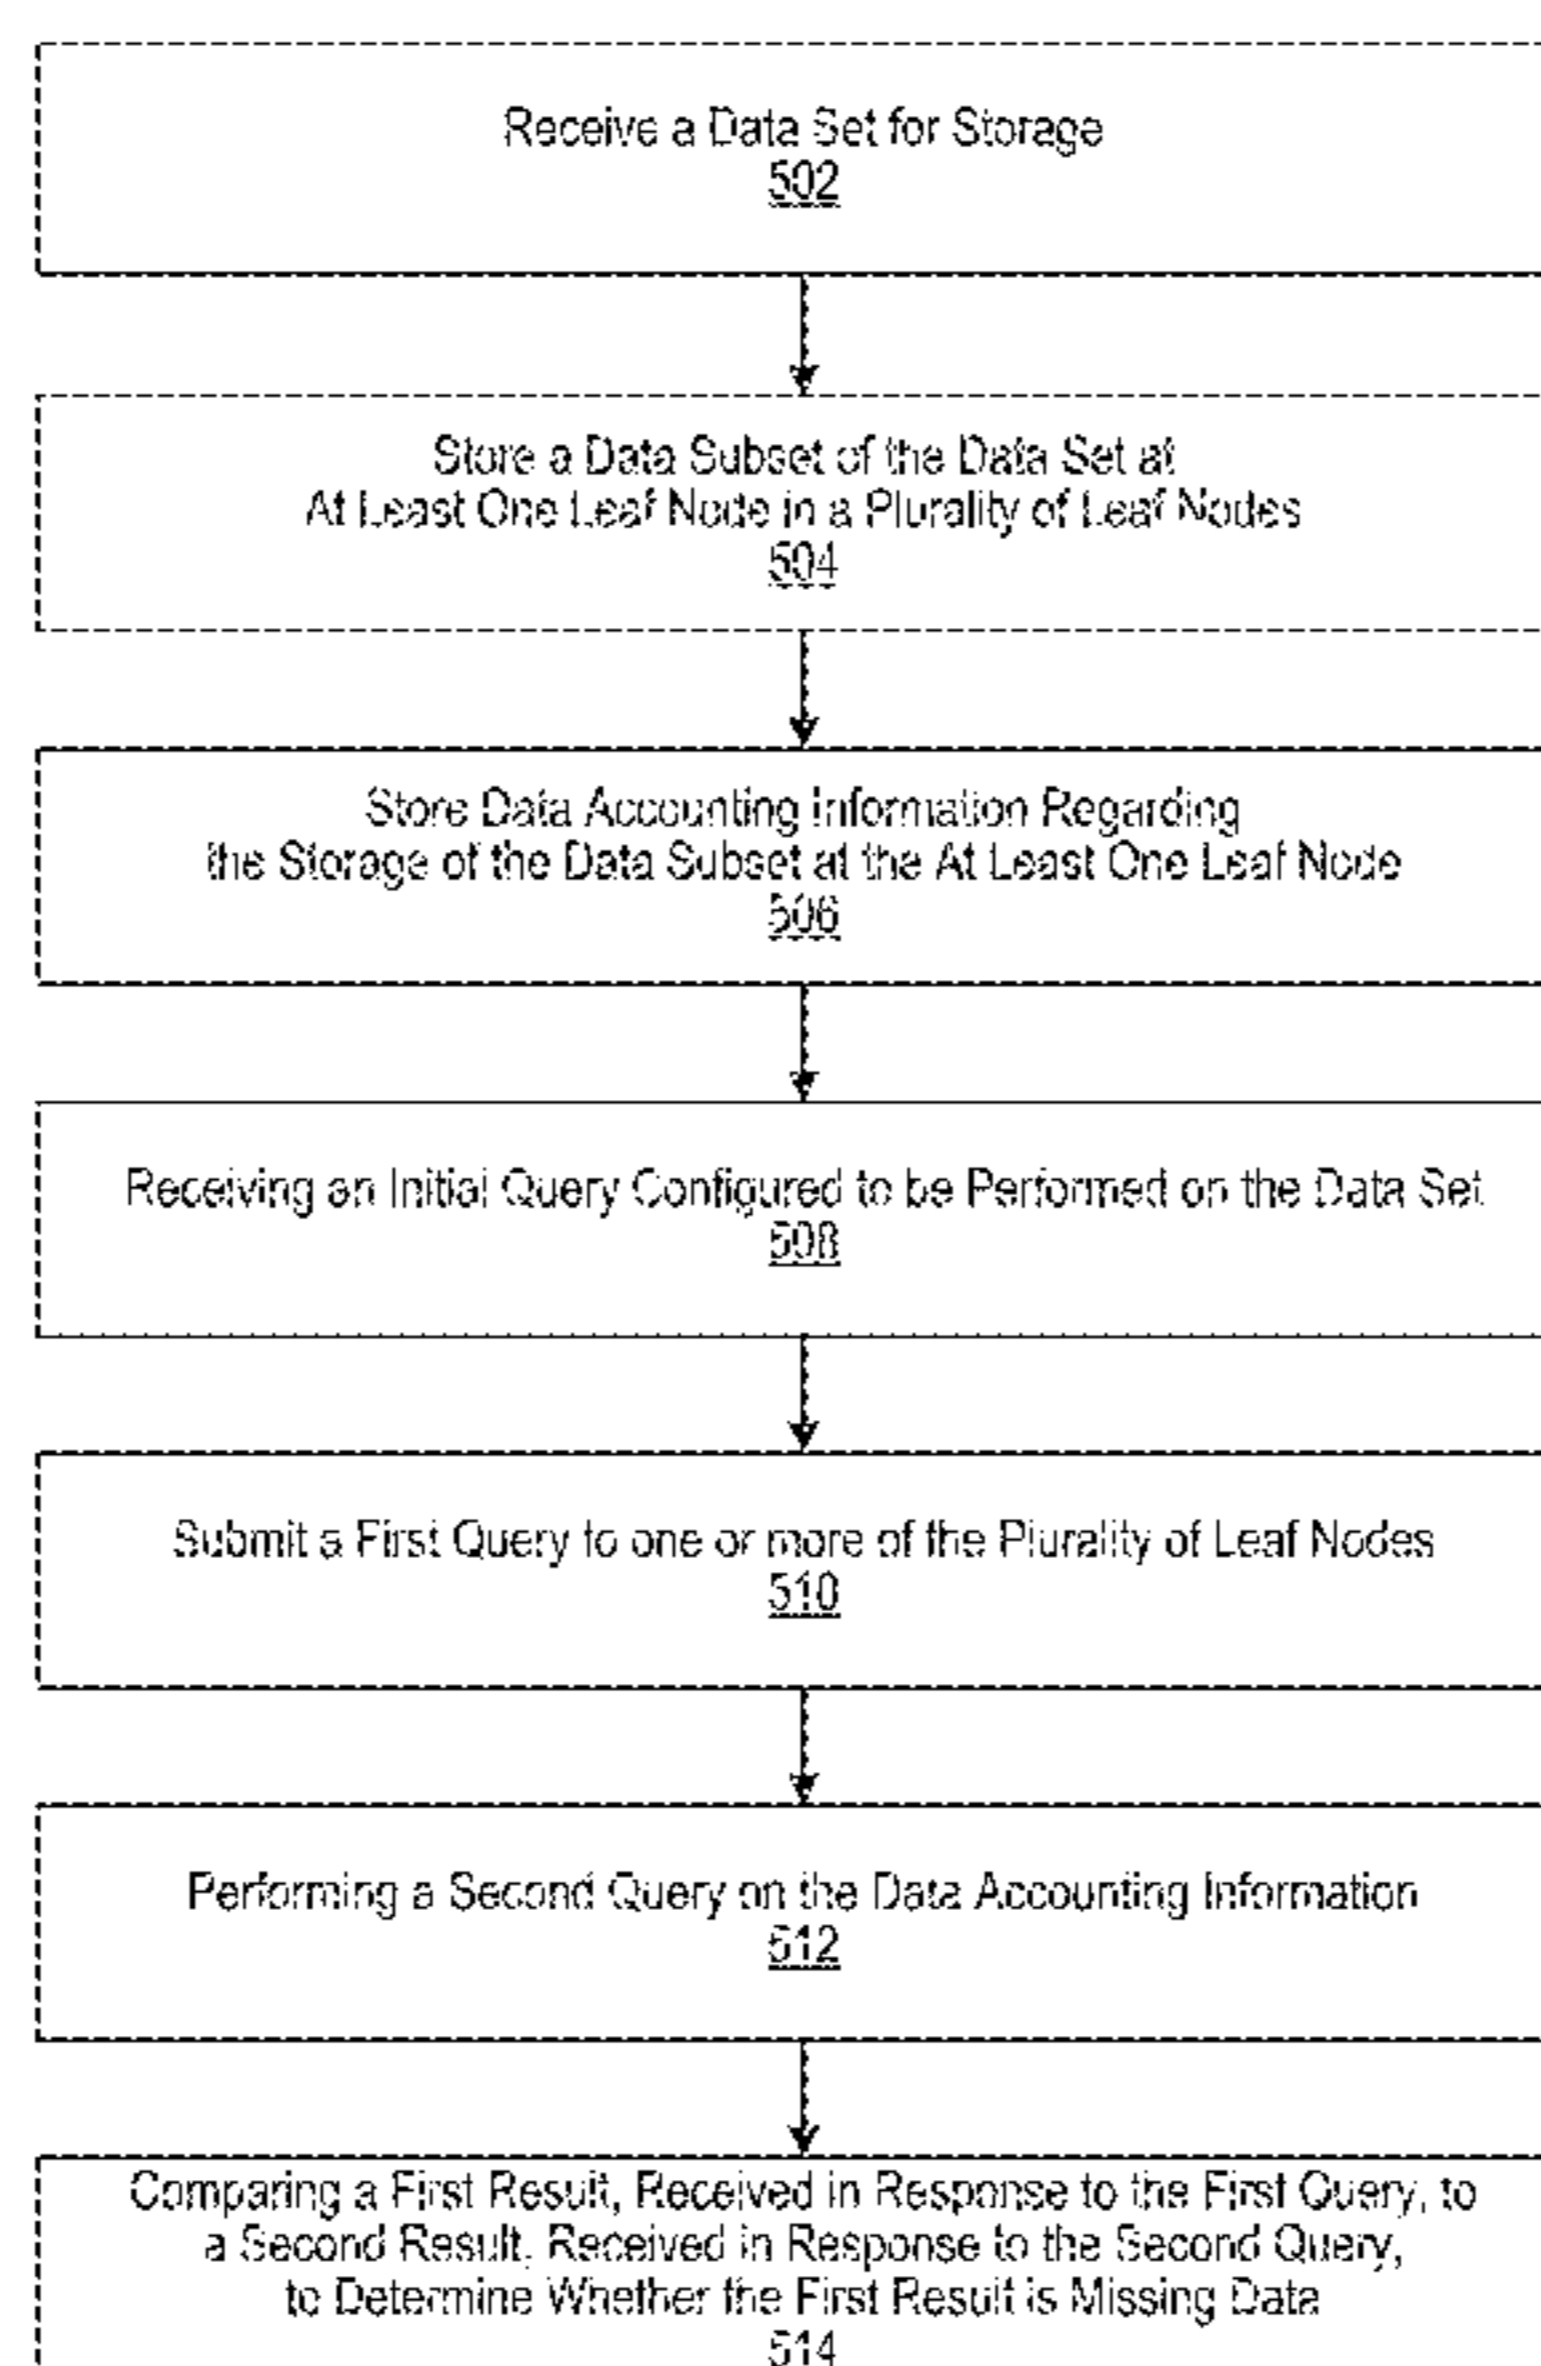 Receive a Data Set for Storage
502
Store a Data Subset of the Data Set at
At Least One Leaf Node in a Plurality of Leaf Nodes
504
Store Data Accounting Information Regarding
the Storage of the Data Subset at the At Least One Leaf Node
506
Receiving an Initial Query Configured to be Performed on the Data Set
508
Submit a First Query to one or more of the Plurality of Leaf Nodes
510
Performing a Second Query on the Data Accounting Information
512
Comparing a First Result, Received in Response to the First Query, to
a Second Result, Received in Response to the Second Query,
to Determine Whether the First Result is Missing Data
514